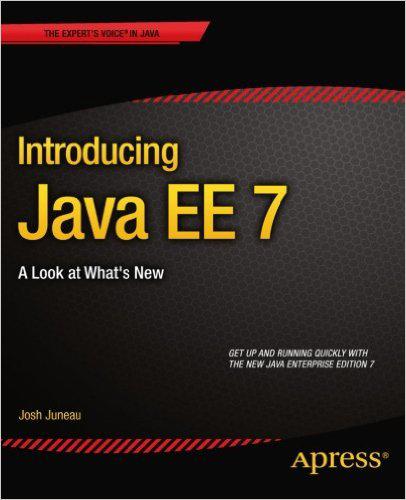 THE EXPERT'S VOICE® IN JAVA
Introducing
Java EE 7
A Look at What's New
GET UP AND RUNNING QUICKLY WITH
THE NEW JAVA ENTERPRISE EDITION 7
Josh Juneau
Apress®